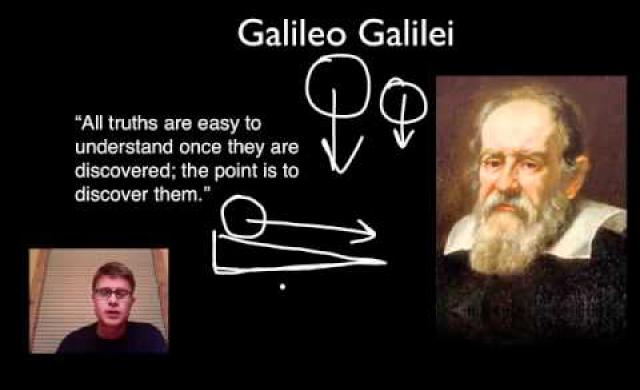 Galileo Galilei
“All truths are easy to
understand once they are
discovered; the point is to
discover them.”